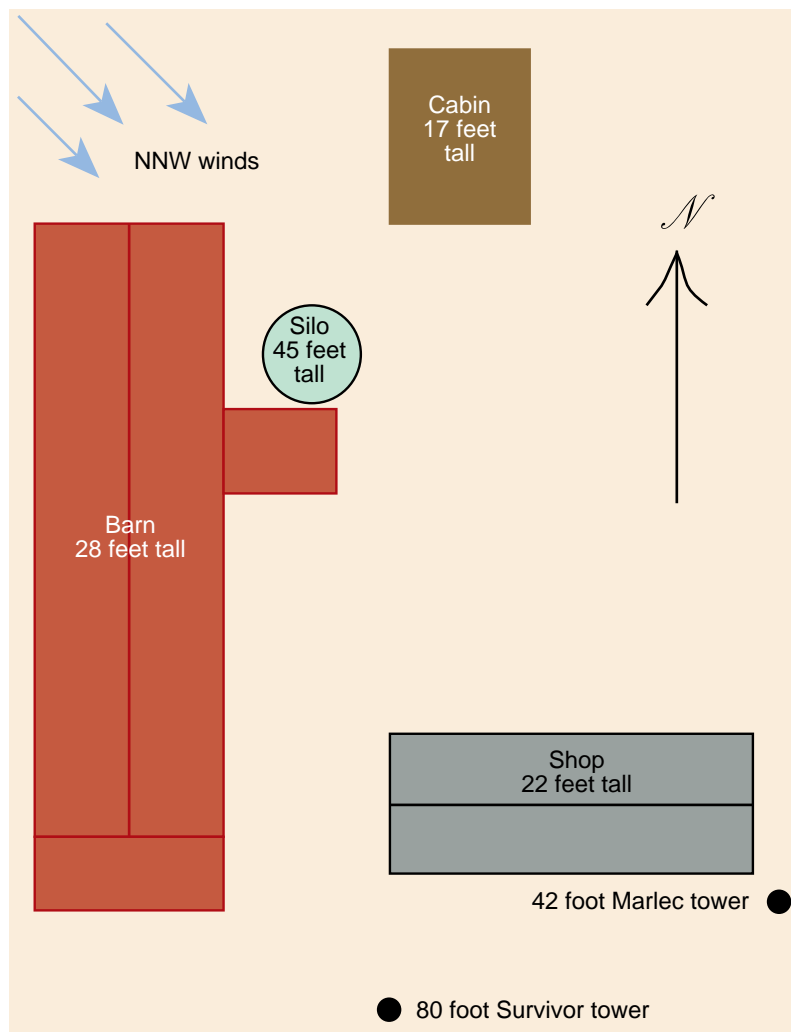 Cabin
17 feet
tall
NNW winds
N
Silo
45 feet
tall
Barn
28 feet tall
Shop
22 feet tall
42 foot Marlec tower
80 foot Survivor tower